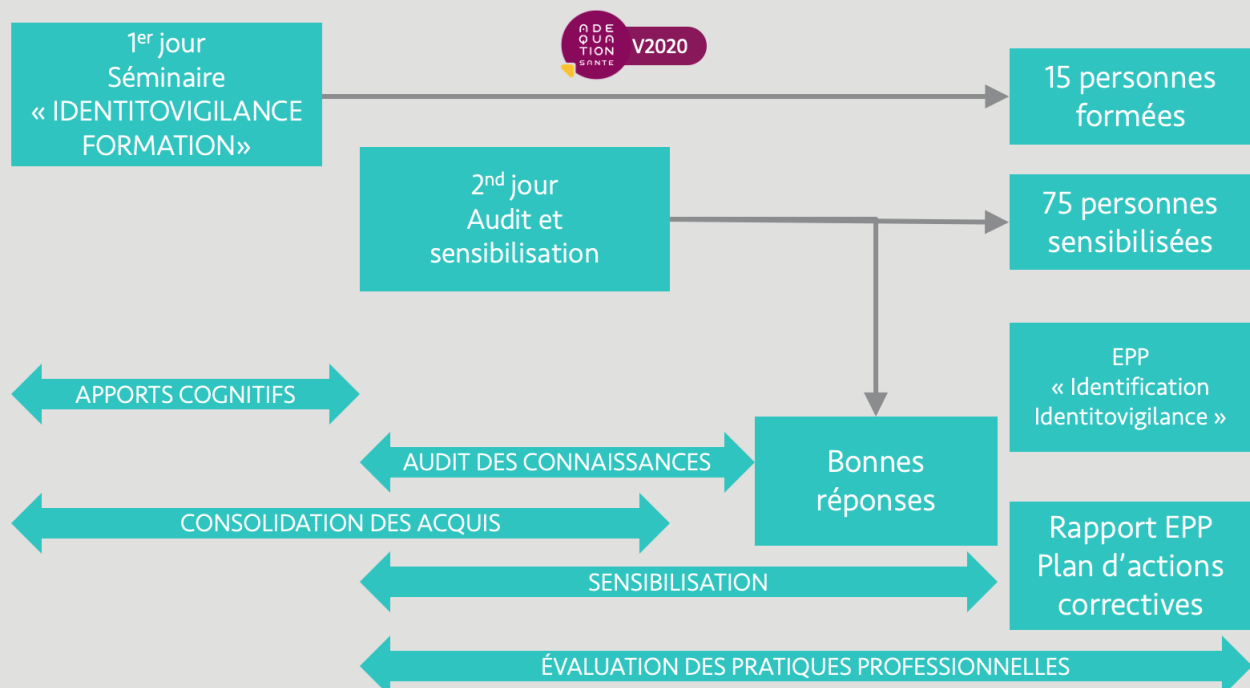 1er jour
Séminaire
« IDENTITOVIGILANCE
FORMATION»
ADE
QUA
TION
SANTE
V2020
15 personnes
formées
2nd jour
Audit et
sensibilisation
75 personnes
sensibilisées
EPP
« Identification
Identitovigilance »
APPORTS COGNITIFS
AUDIT DES CONNAISSANCES
Bonnes
réponses
CONSOLIDATION DES ACQUIS
Rapport EPP
Plan d’actions
correctives
SENSIBILISATION
ÉVALUATION DES PRATIQUES PROFESSIONNELLES